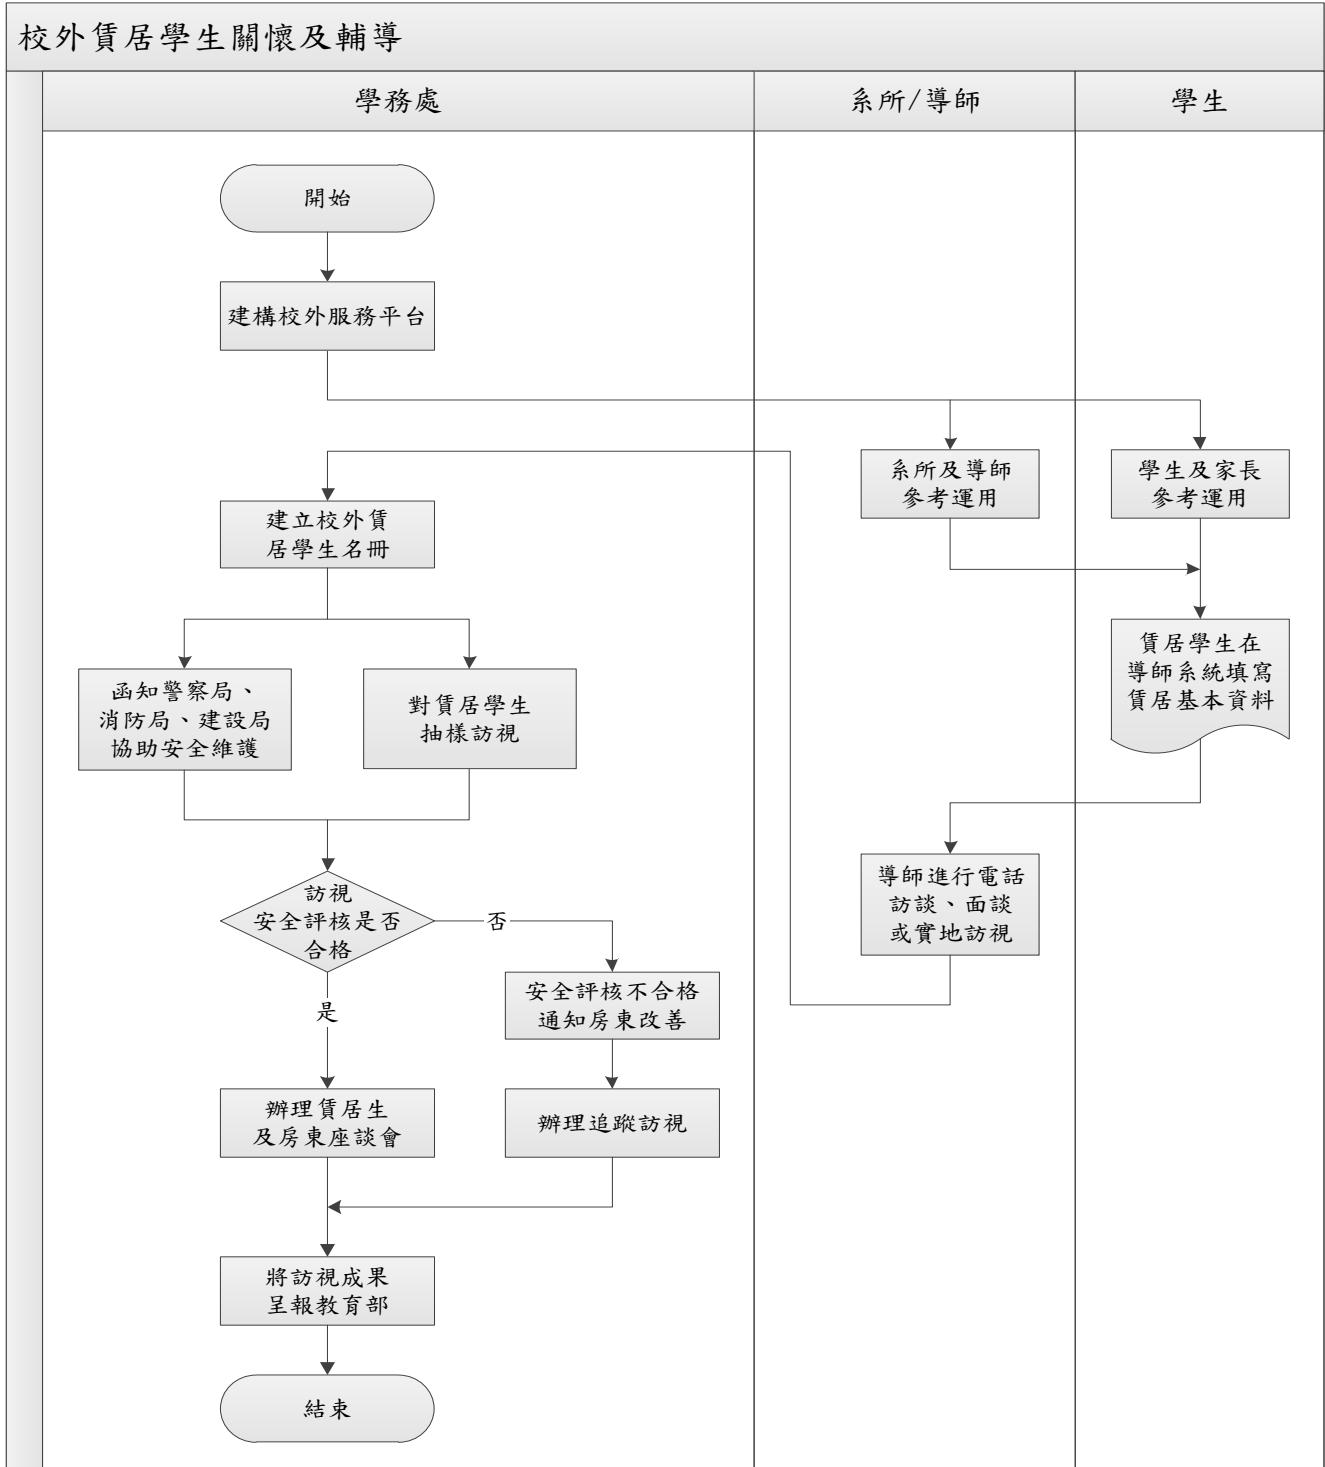 校外賃居學生關懷及輔導
學務處
系所/導師
學生
開始
建構校外服務平台
系所及導師
參考運用
學生及家長
參考運用
建立校外賃
居學生名冊
賃居學生在
導師系統填寫
賃居基本資料
函知警察局、
消防局、建設局
協助安全維護
對賃居學生
抽樣訪視
導師進行電話
訪談、面談
或實地訪視
訪視
安全評核是否
合格
否
是
安全評核不合格
通知房東改善
辦理賃居生
及房東座談會
辦理追蹤訪視
將訪視成果
呈報教育部
結束